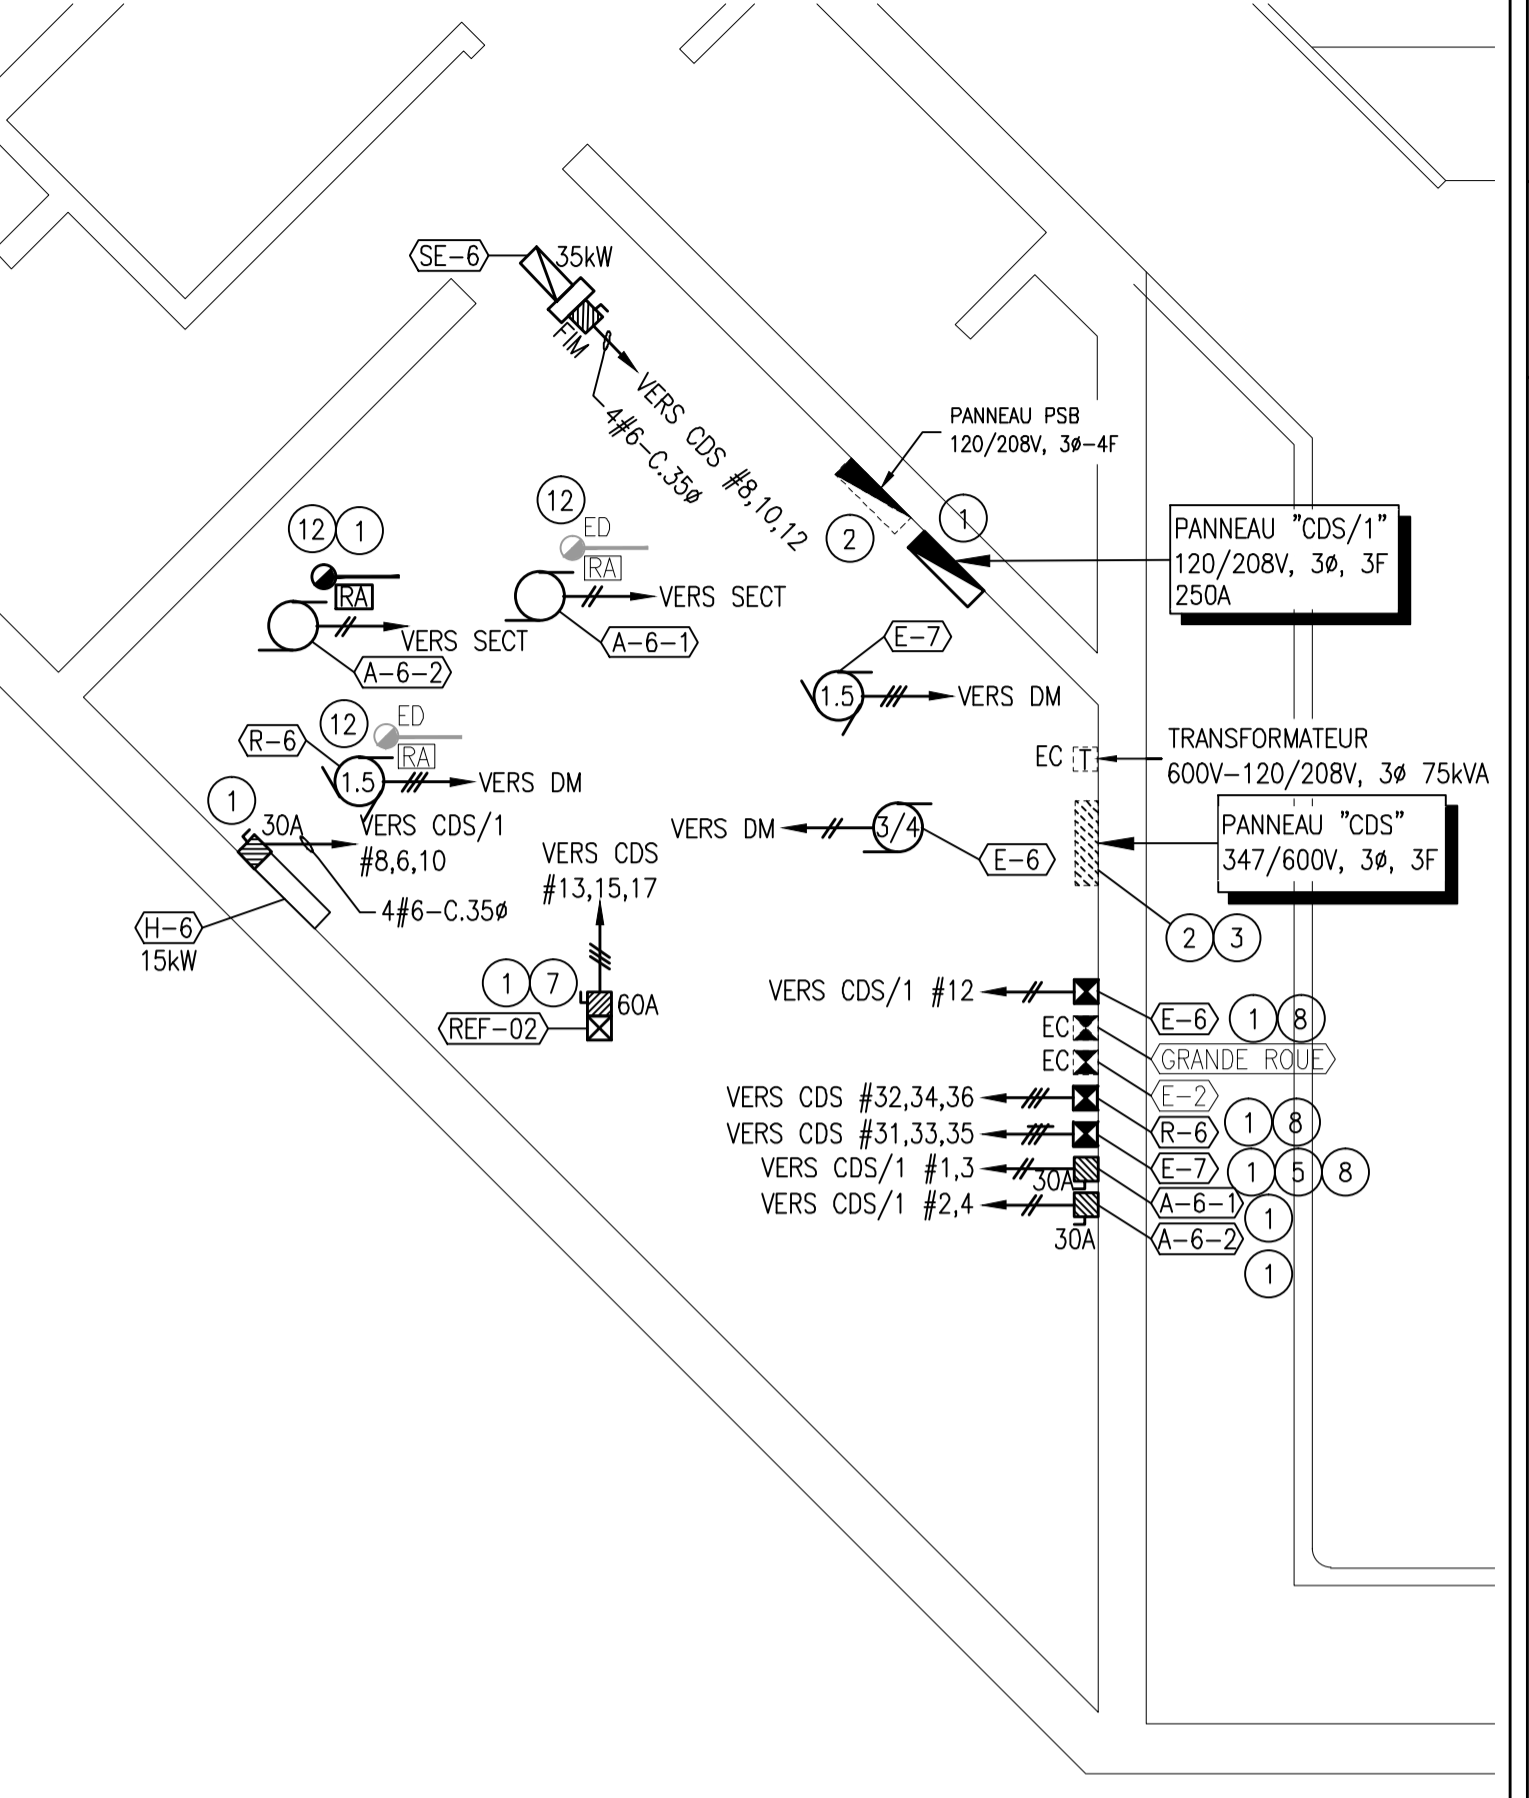 SE-6
35kW
FIM
VERS CDS #8,10,12
4#6-C.35ø
PANNEAU PSB
120/208V, 3ø-4F
2
1
PANNEAU "CDS/1"
120/208V, 3ø, 3F
250A
12
1
RA
VERS SECT
A-6-2
12
ED
RA
VERS SECT
A-6-1
E-7
1.5
VERS DM
R-6
12
ED
RA
1.5
VERS DM
EC
T
TRANSFORMATEUR
600V-120/208V, 3ø 75kVA
1
30A
VERS CDS/1
#8,6,10
4#6-C.35ø
H-6
15kW
VERS DM
3/4
E-6
PANNEAU "CDS"
347/600V, 3ø, 3F
2
3
VERS CDS
#13,15,17
1
7
60A
REF-02
VERS CDS/1 #12
E-6
1
8
EC
GRANDE ROUE
EC
E-2
VERS CDS #32,34,36
R-6
1
8
VERS CDS #31,33,35
E-7
1
5
8
VERS CDS/1 #1,3
30A
A-6-1
1
VERS CDS/1 #2,4
30A
A-6-2
1